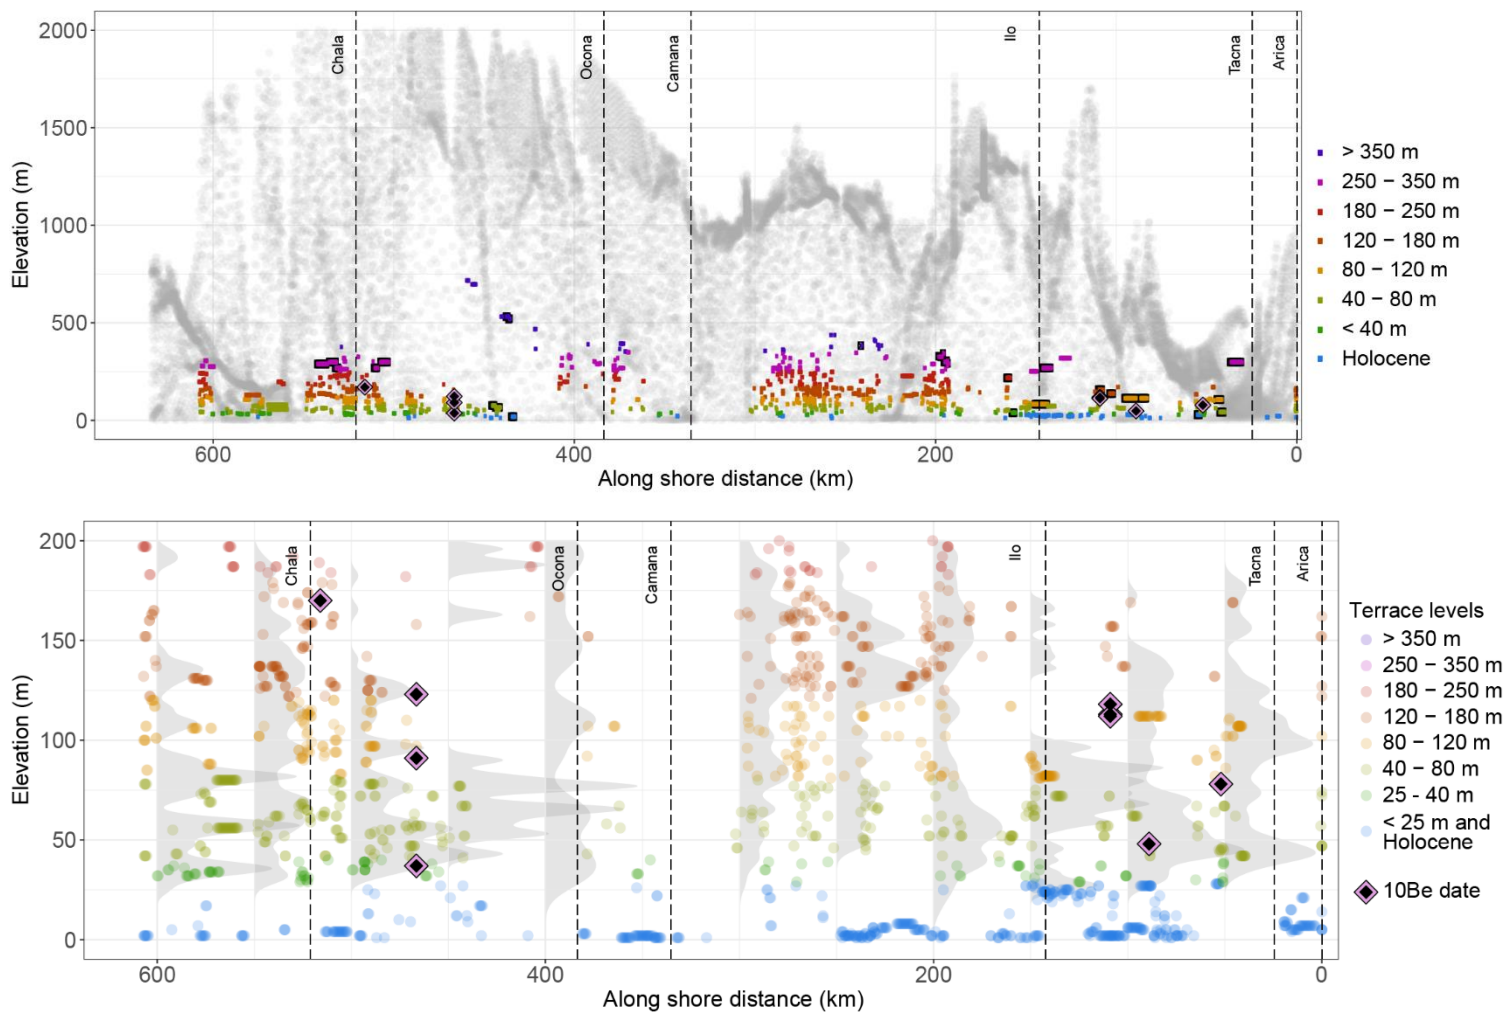 2000
1500
1000
500
0
Elevation (m)
Chala
Ocona
Camana
Ilo
Tacna
Arica
600
400
200
0
Along shore distance (km)
> 350 m
250 − 350 m
180 − 250 m
120 − 180 m
80 − 120 m
40 − 80 m
< 40 m
Holocene
200
150
100
50
0
Elevation (m)
Chala
Ocona
Camana
Ilo
Tacna
Arica
600
400
200
0
Along shore distance (km)
Terrace levels
> 350 m
250 − 350 m
180 − 250 m
120 − 180 m
80 − 120 m
40 − 80 m
25 - 40 m
< 25 m and
Holocene
10Be date